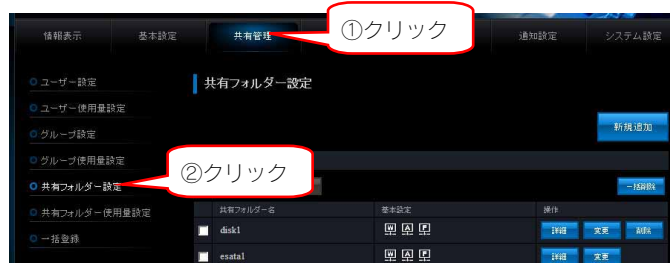 情報表示 基本設定 共有管理 通知設定 システム設定
①クリック
ユーザー設定
共有フォルダー設定
ユーザー使用量設定
グループ設定
新規追加
グループ使用量設定
②クリック
共有フォルダー設定
一括削除
共有フォルダー使用量設定
共有フォルダー名 基本設定 操作
一括登録
disk1 W A F 詳細 変更 削除
esata1 W A F 詳細 変更